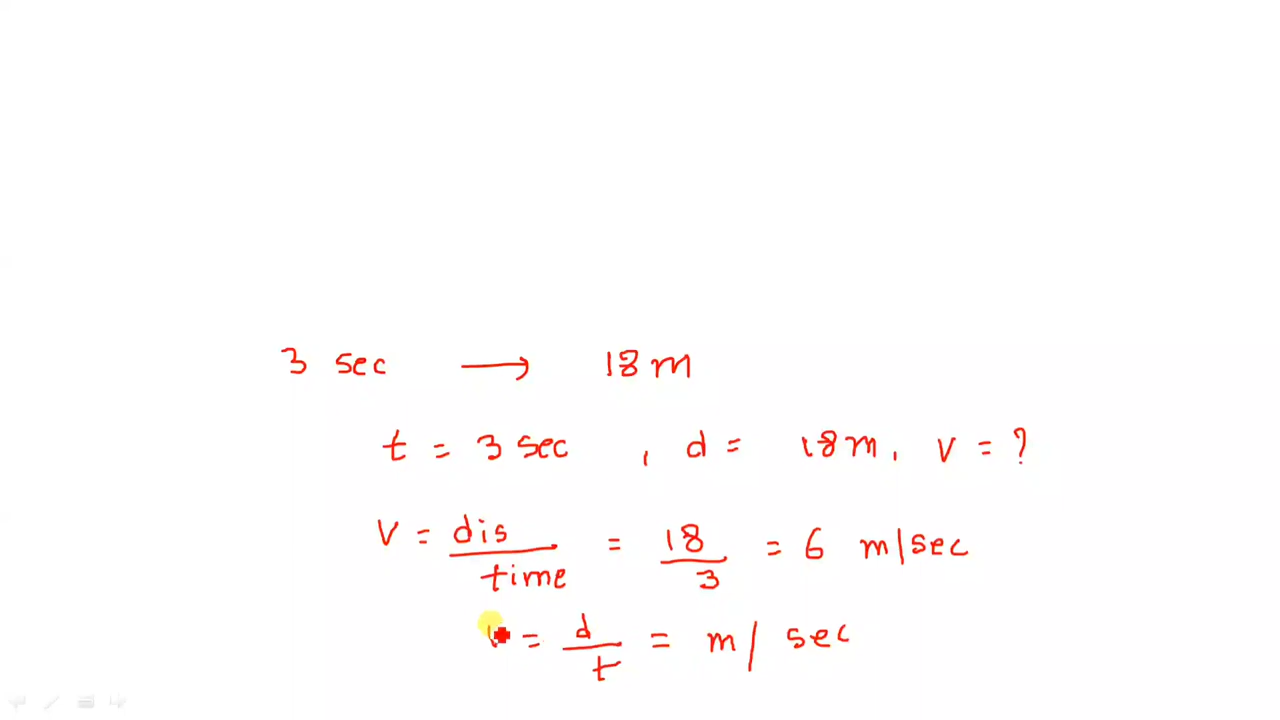 3 sec → 18 m
t = 3 sec , d = 18 m , v = ?
v = dis/time = 18/3 = 6 m/sec
= d/t = m/sec